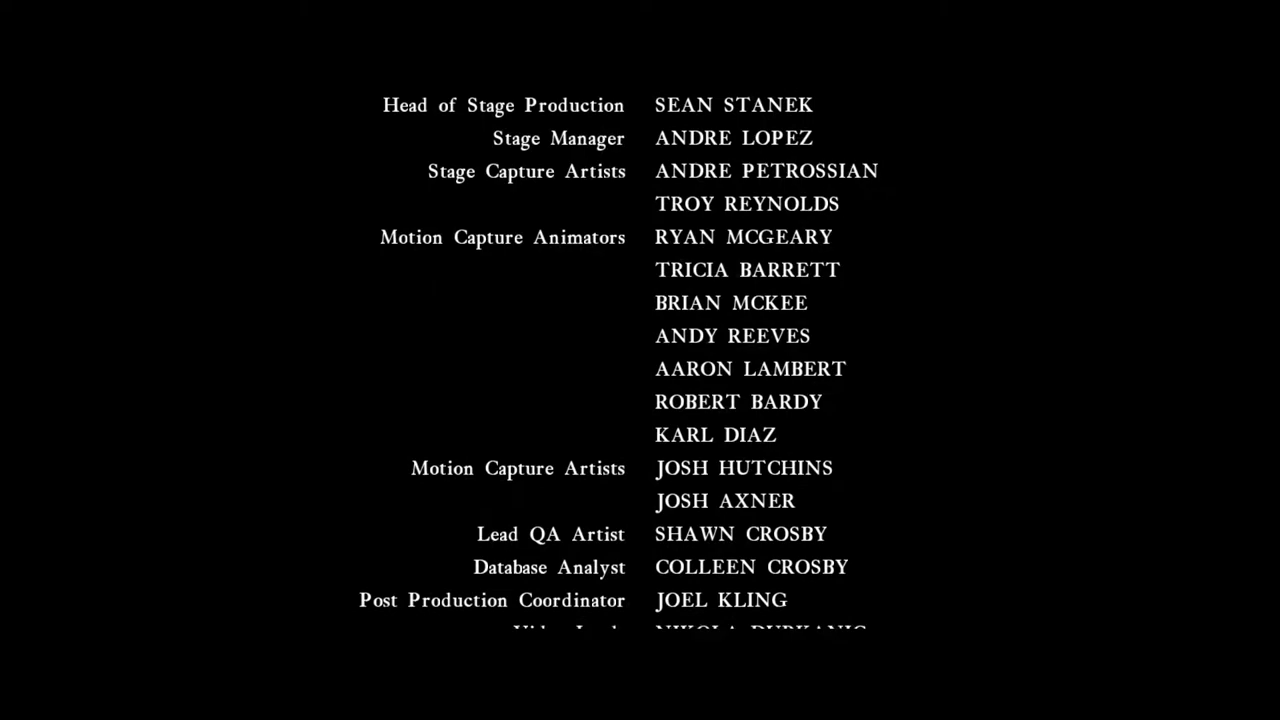 Head of Stage Production SEAN STANEK
Stage Manager ANDRE LOPEZ
Stage Capture Artists ANDRE PETROSSIAN
TROY REYNOLDS
Motion Capture Animators RYAN MCGEARY
TRICIA BARRETT
BRIAN MCKEE
ANDY REEVES
AARON LAMBERT
ROBERT BARDY
KARL DIAZ
Motion Capture Artists JOSH HUTCHINS
JOSH AXNER
Lead QA Artist SHAWN CROSBY
Database Analyst COLLEEN CROSBY
Post Production Coordinator JOEL KLING